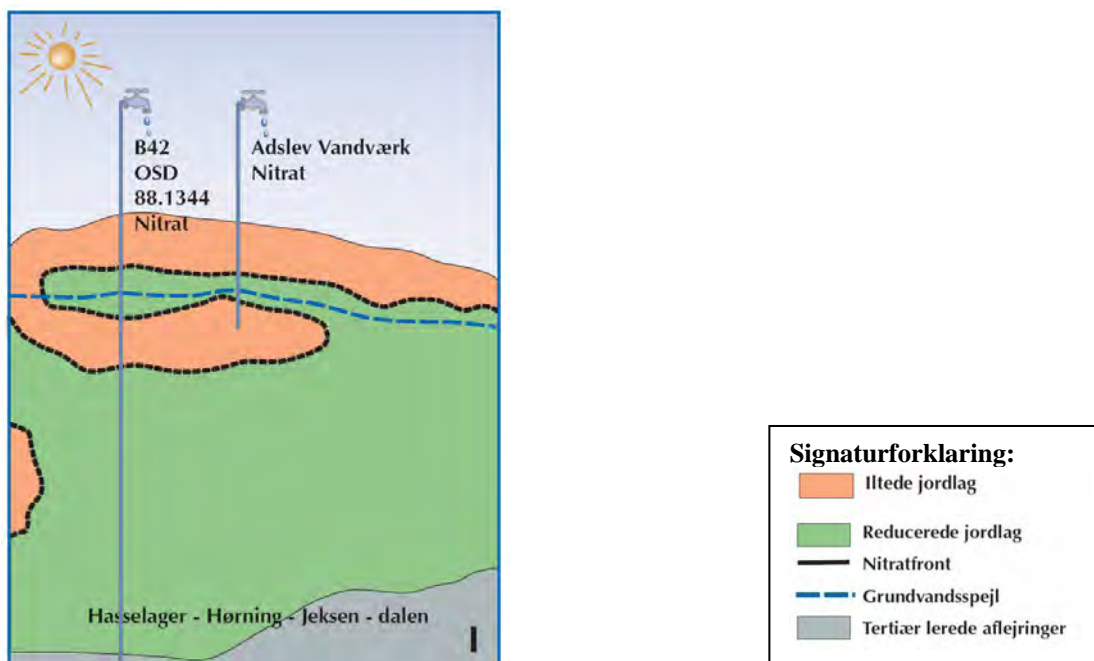 B42
OSD
88.1344
Nitrat
Adslev Vandværk
Nitrat
Hasselager - Hørning - Jeksen - dalen
I
Signaturforklaring:
Iltede jordlag
Reducerede jordlag
Nitratfront
Grundvandsspejl
Tertiær lerede aflejringer